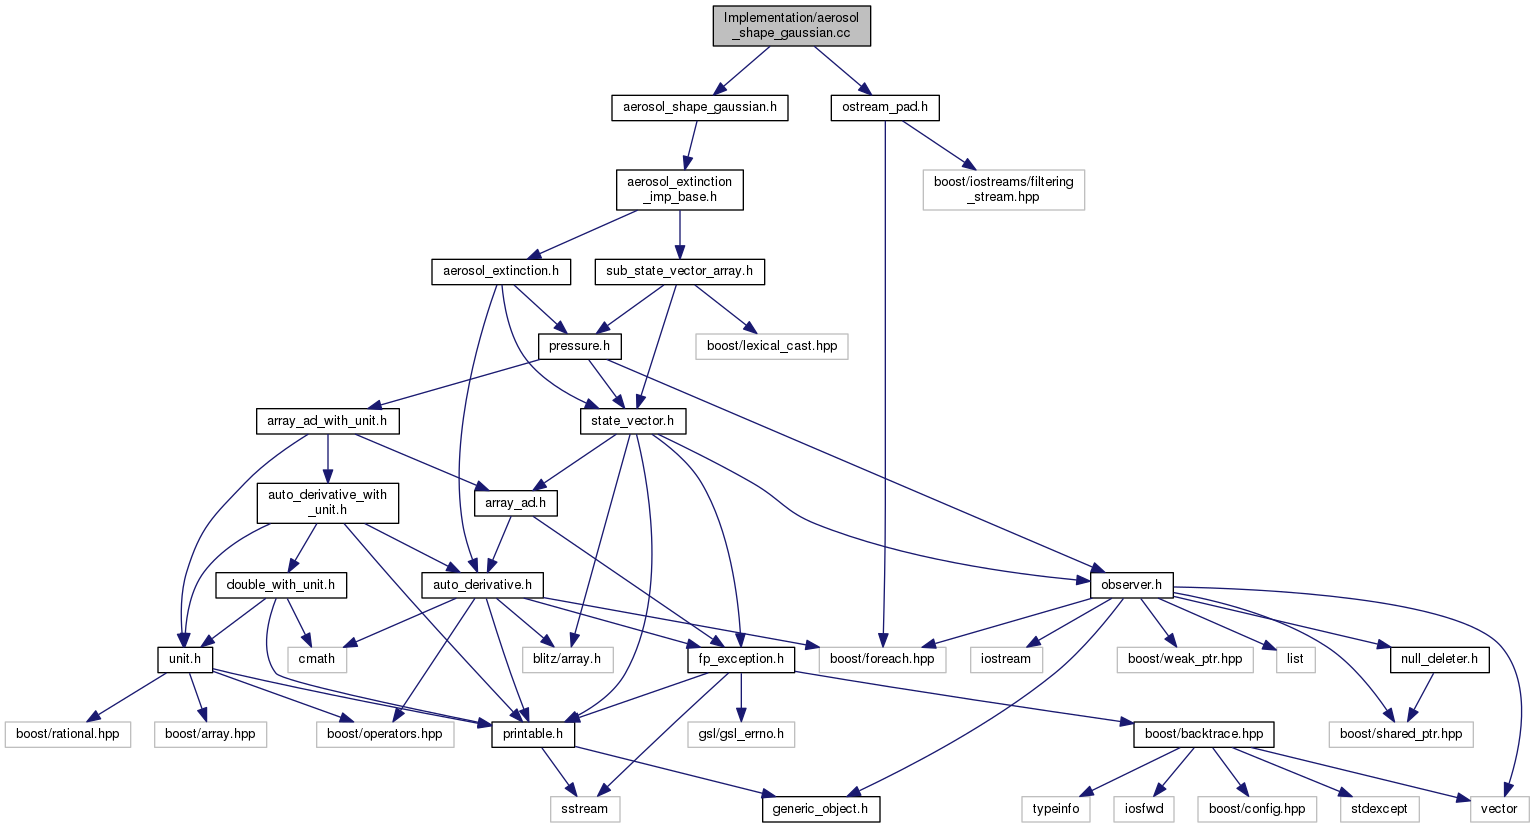 Implementation/aerosol
_shape_gaussian.cc
aerosol_shape_gaussian.h
ostream_pad.h
aerosol_extinction
_imp_base.h
boost/iostreams/filtering
_stream.hpp
aerosol_extinction.h
sub_state_vector_array.h
pressure.h
boost/lexical_cast.hpp
array_ad_with_unit.h
state_vector.h
auto_derivative_with
_unit.h
array_ad.h
double_with_unit.h
auto_derivative.h
observer.h
unit.h
cmath
blitz/array.h
fp_exception.h
boost/foreach.hpp
iostream
boost/weak_ptr.hpp
list
null_deleter.h
boost/rational.hpp
boost/array.hpp
boost/operators.hpp
printable.h
gsl/gsl_errno.h
boost/backtrace.hpp
boost/shared_ptr.hpp
sstream
generic_object.h
typeinfo
iosfwd
boost/config.hpp
stdexcept
vector